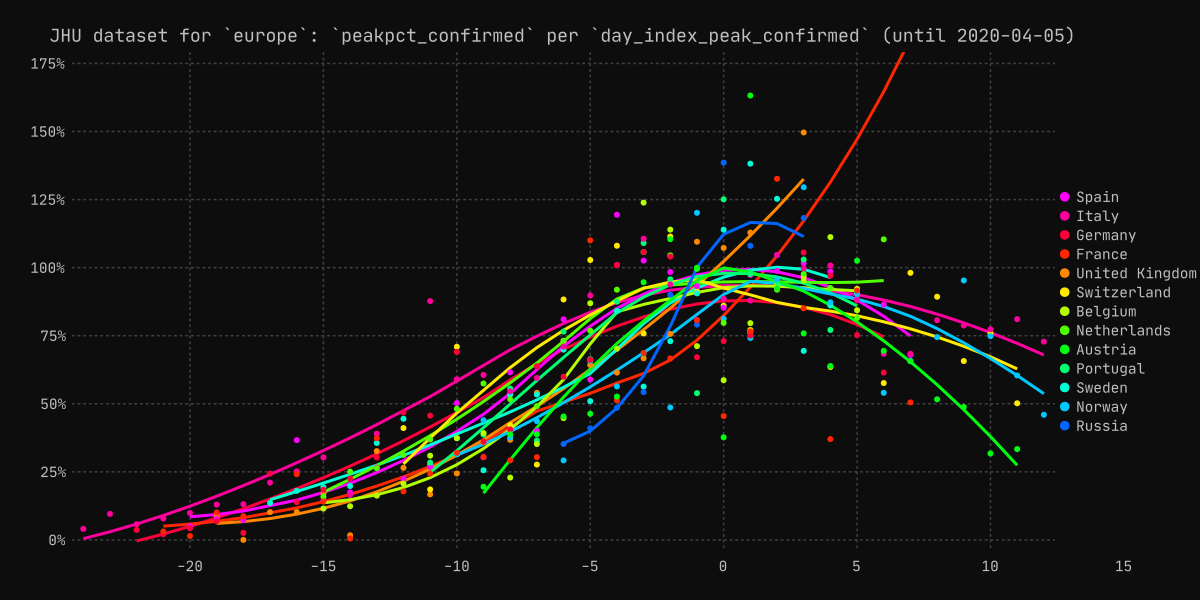 JHU dataset for `europe`: `peakpct_confirmed` per `day_index_peak_confirmed` (until 2020-04-05)
175%
150%
125%
100%
75%
50%
25%
0%
-20
-15
-10
-5
0
5
10
15
Spain
Italy
Germany
France
United Kingdom
Switzerland
Belgium
Netherlands
Austria
Portugal
Sweden
Norway
Russia